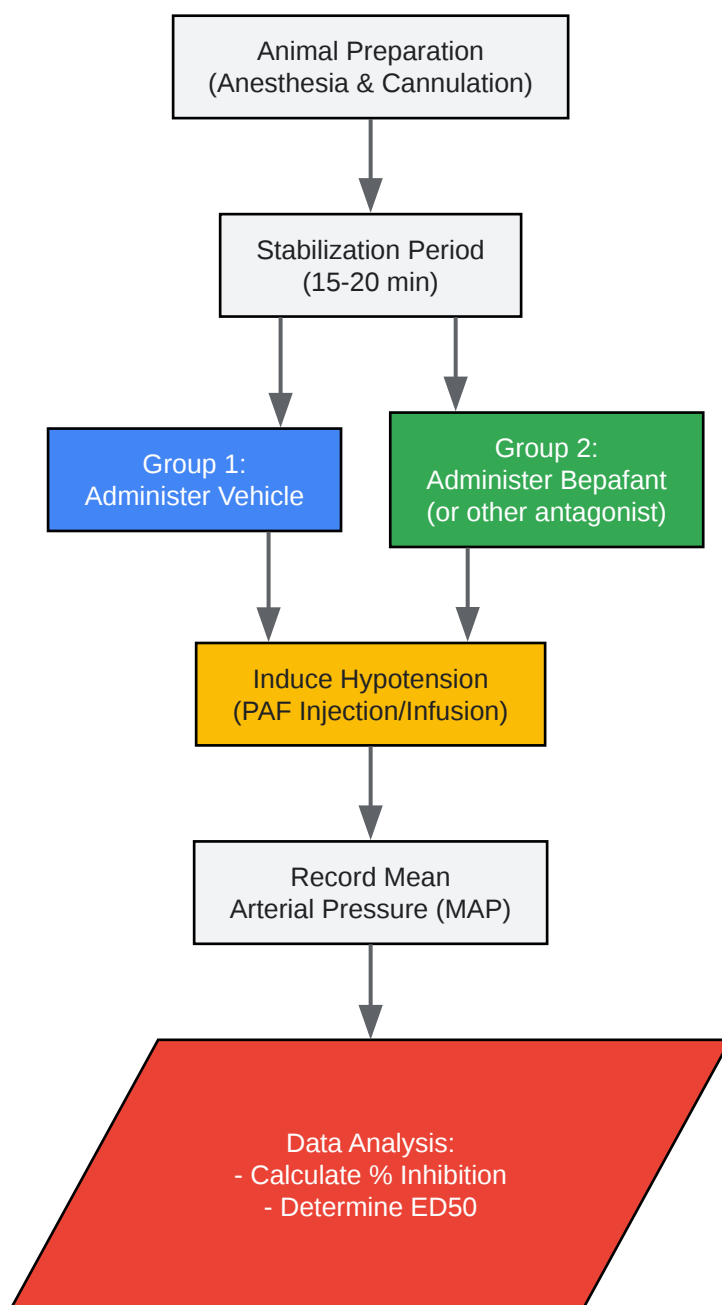 Animal Preparation
(Anesthesia & Cannulation)
Stabilization Period
(15-20 min)
Group 1:
Administer Vehicle
Group 2:
Administer Bepafant
(or other antagonist)
Induce Hypotension
(PAF Injection/Infusion)
Record Mean
Arterial Pressure (MAP)
Data Analysis:
- Calculate % Inhibition
- Determine ED50